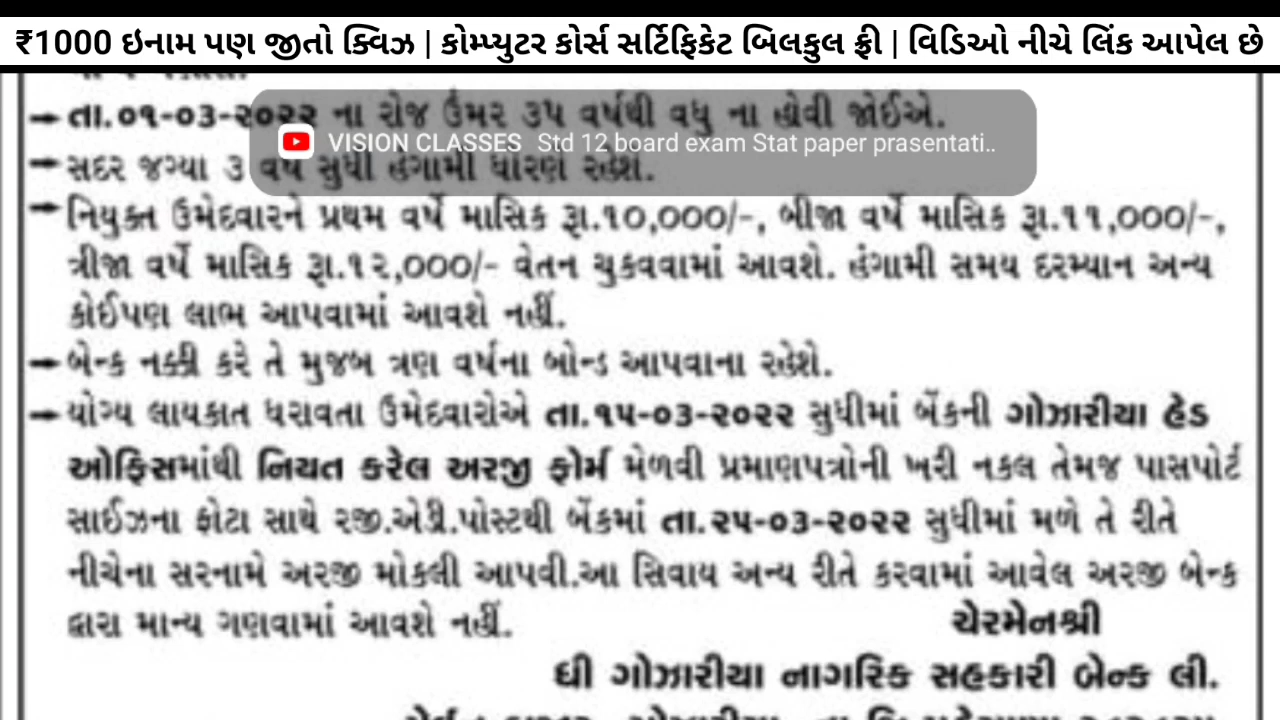 ₹1000 ઇનામ પણ જીતો ક્વિઝ | કોમ્પ્યુટર કોર્સ સર્ટિફિકેટ બિલકુલ ફ્રી | વિડિઓ નીચે લિંક આપેલ છે
→ તા.૦૧-૦૩-૨૦૨૨ ના રોજ ઉંમર ૩૫ વર્ષથી વધુ ના હોવી જોઈએ.
VISION CLASSES Std 12 board exam Stat paper prasentati..
→ સદર જગ્યા ૩ વર્ષ સુધી હંગામી ધોરણે રહેશે.
→ નિયુક્ત ઉમેદવારને પ્રથમ વર્ષે માસિક રૂા.૧૦,૦૦૦/-, બીજા વર્ષે માસિક રૂા.૧૧,૦૦૦/-,
ત્રીજા વર્ષે માસિક રૂા.૧૨,૦૦૦/- વેતન ચુકવવામાં આવશે. હંગામી સમય દરમ્યાન અન્ય
કોઈપણ લાભ આપવામાં આવશે નહીં.
→ બેન્ક નક્કી કરે તે મુજબ ત્રણ વર્ષના બોન્ડ આપવાના રહેશે.
→ યોગ્ય લાયકાત ધરાવતા ઉમેદવારોએ તા.૧૫-૦૩-૨૦૨૨ સુધીમાં બેંકની ગોઝારીયા હેડ
ઓફિસમાંથી નિયત કરેલ અરજી ફોર્મ મેળવી પ્રમાણપત્રોની ખરી નકલ તેમજ પાસપોર્ટ
સાઈઝના ફોટા સાથે રજી.એડી.પોસ્ટથી બેંકમાં તા.૨૫-૦૩-૨૦૨૨ સુધીમાં મળે તે રીતે
નીચેના સરનામે અરજી મોકલી આપવી.આ સિવાય અન્ય રીતે કરવામાં આવેલ અરજી બેન્ક
દ્વારા માન્ય ગણવામાં આવશે નહીં.
ચેરમેનશ્રી
ધી ગોઝારીયા નાગરિક સહકારી બેન્ક લી.